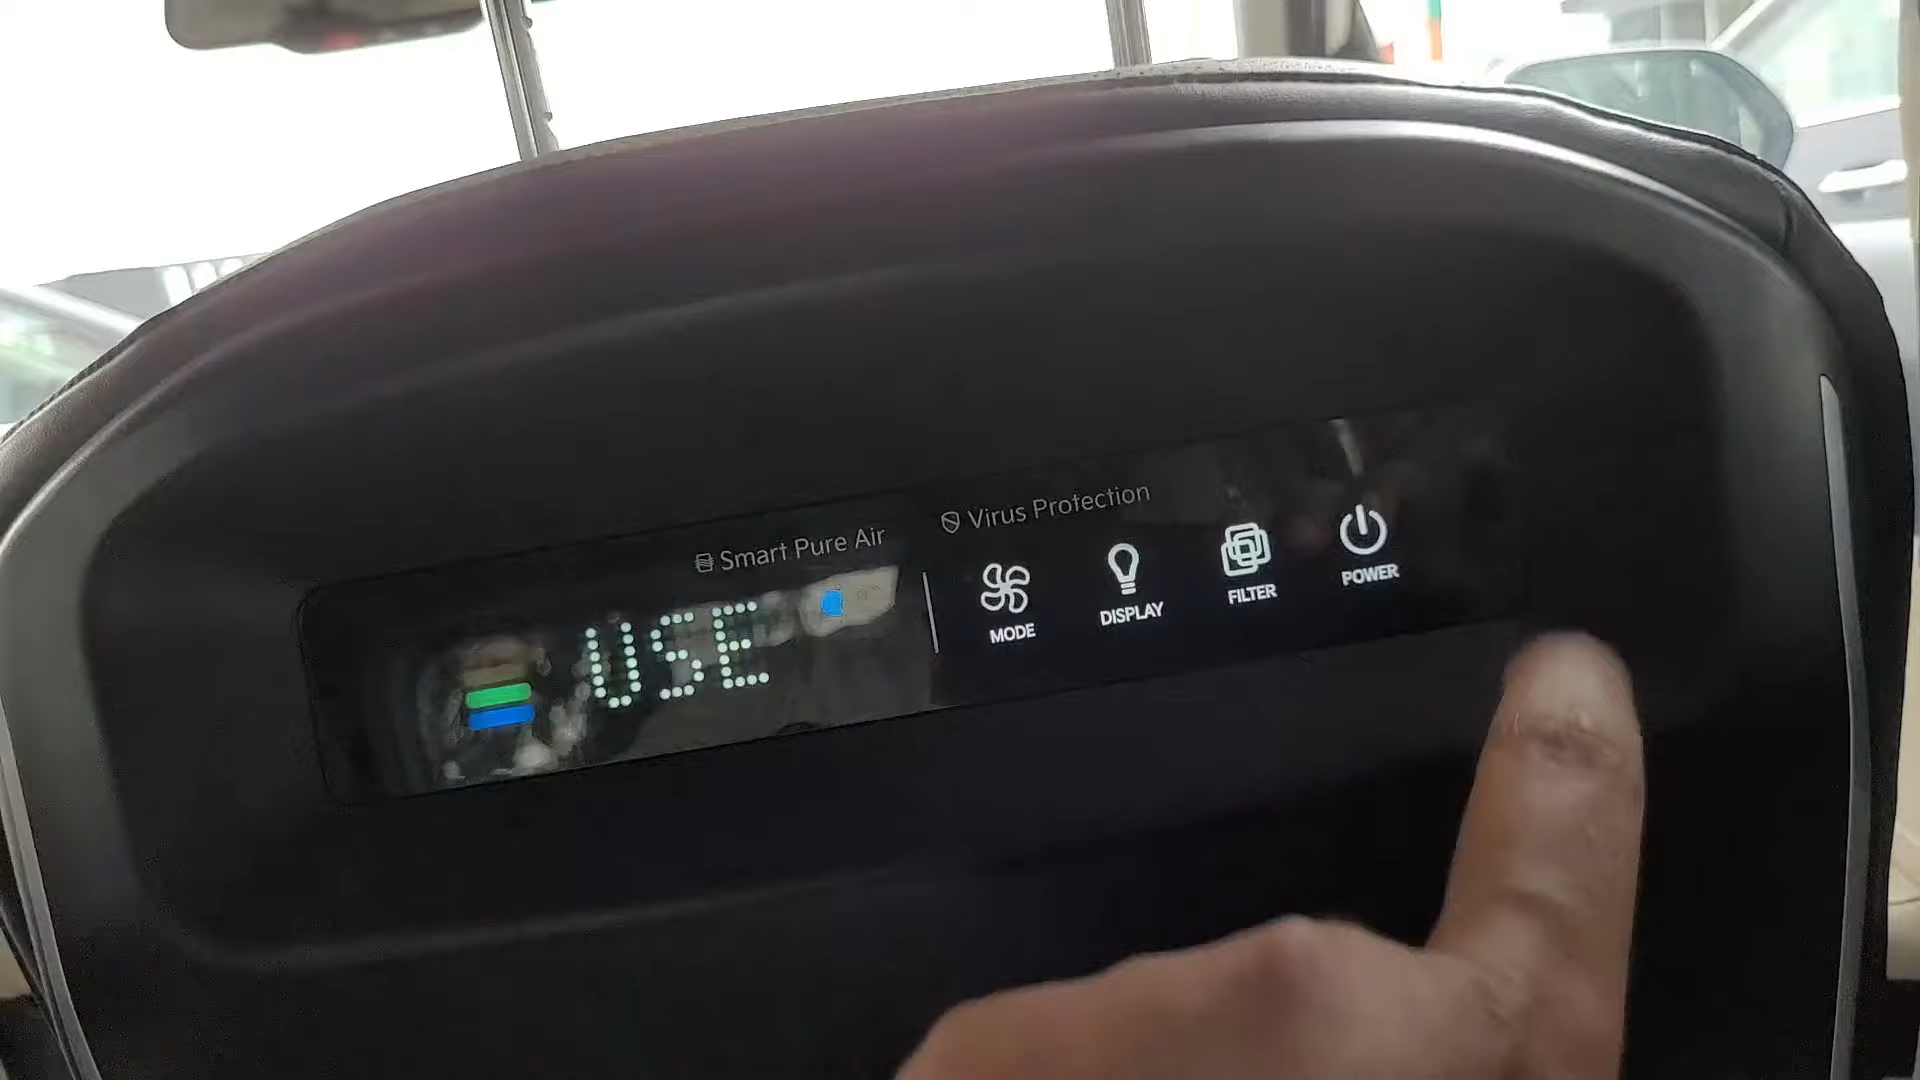 Smart Pure Air
Virus Protection
USE
MODE
DISPLAY
FILTER
POWER